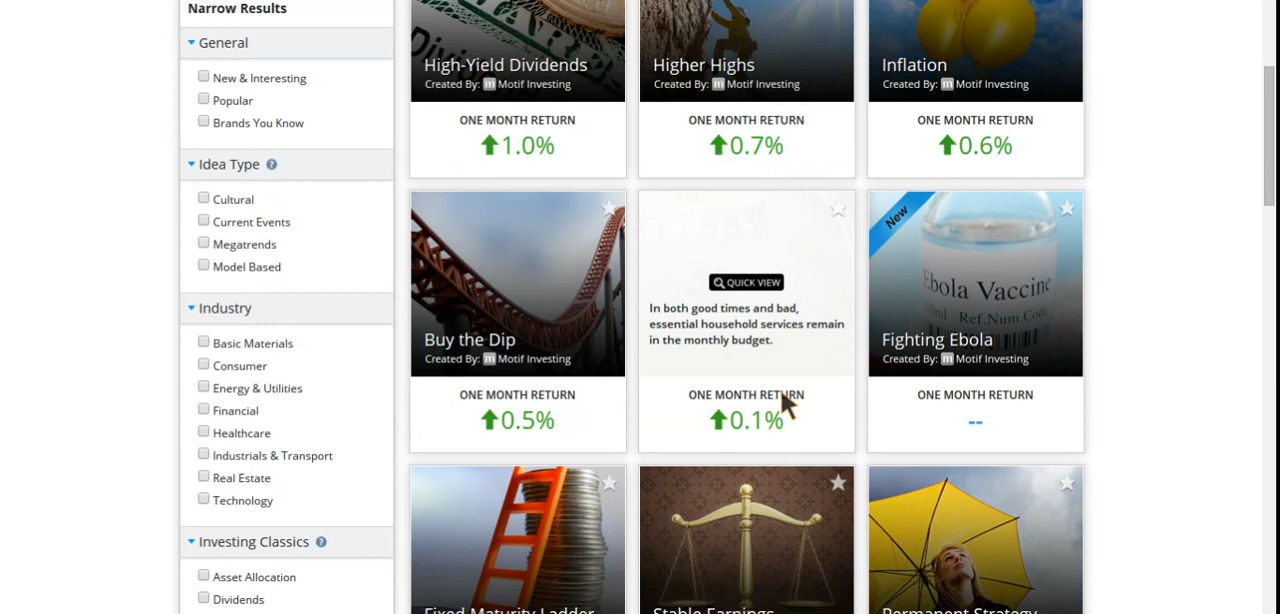 Narrow Results
General
New & Interesting
Popular
Brands You Know
Idea Type ?
Cultural
Current Events
Megatrends
Model Based
Industry
Basic Materials
Consumer
Energy & Utilities
Financial
Healthcare
Industrials & Transport
Real Estate
Technology
Investing Classics ?
Asset Allocation
Dividends
High-Yield Dividends
Created By: m Motif Investing
ONE MONTH RETURN
1.0%
Higher Highs
Created By: m Motif Investing
ONE MONTH RETURN
0.7%
Inflation
Created By: m Motif Investing
ONE MONTH RETURN
0.6%
Buy the Dip
Created By: m Motif Investing
ONE MONTH RETURN
0.5%
QUICK VIEW
In both good times and bad,
essential household services remain
in the monthly budget.
ONE MONTH RETURN
0.1%
New
Ebola Vaccine
Ref.Num.Code
Fighting Ebola
Created By: m Motif Investing
ONE MONTH RETURN
--
Fixed Maturity Ladder
Stable Earnings
Permanent Strategy